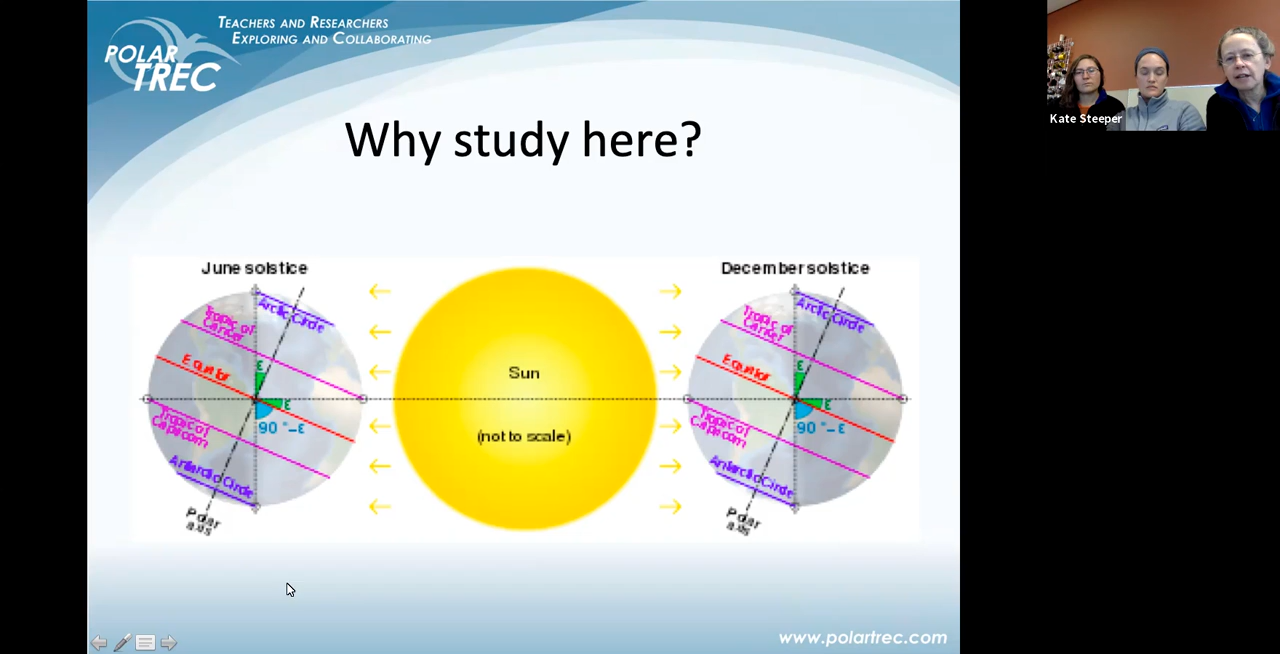 TEACHERS AND RESEARCHERS
EXPLORING AND COLLABORATING
POLAR
TREC
Kate Steeper
Why study here?
June solstice
December solstice
Arctic Circle
Tropic of
Cancer
Equator
ε
ε
90°-ε
Tropic of
Capricorn
Antarctic Circle
Polar
axis
Sun
(not to scale)
Arctic Circle
Tropic of
Cancer
Equator
ε
ε
90°-ε
Tropic of
Capricorn
Antarctic Circle
Polar
axis
www.polartrec.com